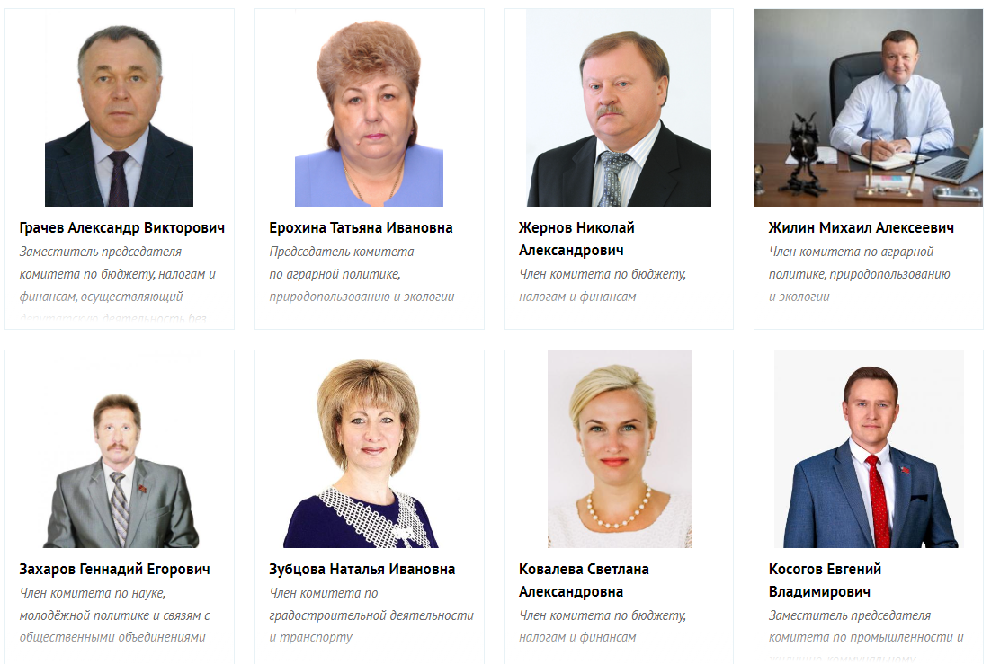 Грачев Александр Викторович
Заместитель председателя
комитета по бюджету, налогам и
финансам, осуществляющий
депутатскую деятельность без
Ерохина Татьяна Ивановна
Председатель комитета
по аграрной политике,
природопользованию и экологии
Жернов Николай
Александрович
Член комитета по бюджету,
налогам и финансам
Жилин Михаил Алексеевич
Член комитета по аграрной
политике, природопользованию
и экологии
Захаров Геннадий Егорович
Член комитета по науке,
молодёжной политике и связям с
общественными объединениями
Зубцова Наталья Ивановна
Член комитета по
градостроительной деятельности
и транспорту
Ковалева Светлана
Александровна
Член комитета по бюджету,
налогам и финансам
Косогов Евгений
Владимирович
Заместитель председателя
комитета по промышленности и
жилищно-коммунальному